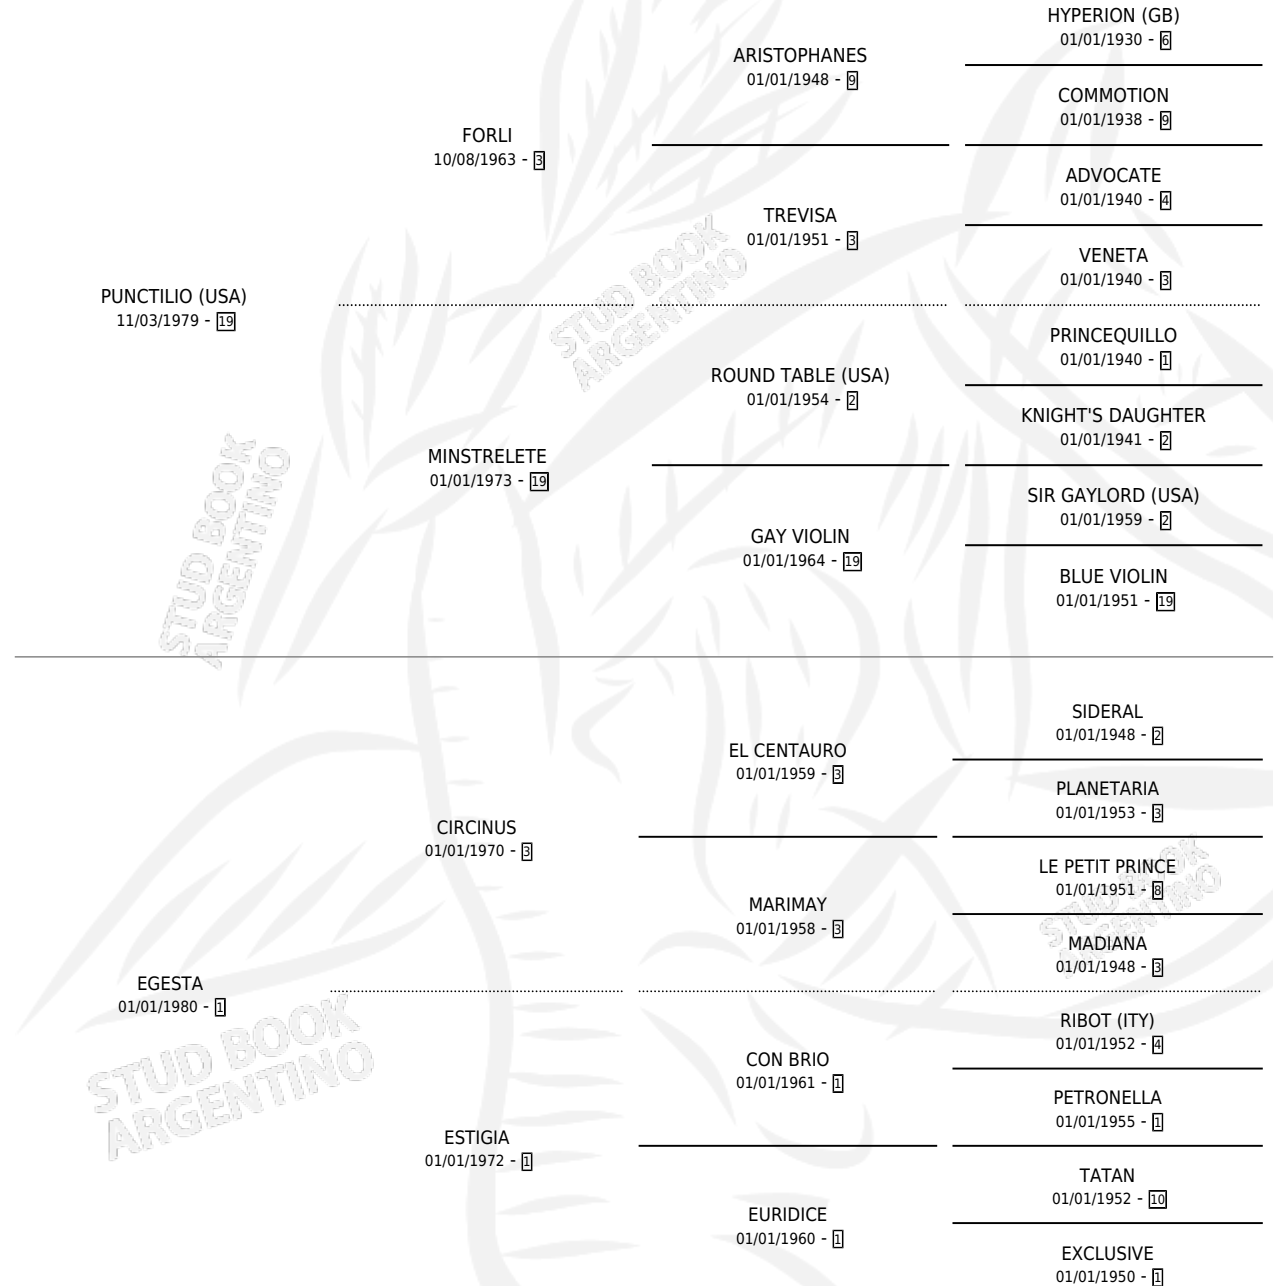 HYPERION (GB)
01/01/1930 - 6
ARISTOPHANES
01/01/1948 - 9
COMMOTION
01/01/1938 - 9
FORLI
10/08/1963 - 3
ADVOCATE
01/01/1940 - 4
TREVISA
01/01/1951 - 3
VENETA
01/01/1940 - 3
STUD BOOK
ARGENTINO
PUNCTILIO (USA)
11/03/1979 - 19
PRINCEQUILLO
01/01/1940 - 1
ROUND TABLE (USA)
01/01/1954 - 2
KNIGHT'S DAUGHTER
01/01/1941 - 2
MINSTRELETE
01/01/1973 - 19
SIR GAYLORD (USA)
01/01/1959 - 2
GAY VIOLIN
01/01/1964 - 19
BLUE VIOLIN
01/01/1951 - 19
STUD BOOK
ARGENTINO
SIDERAL
01/01/1948 - 2
EL CENTAURO
01/01/1959 - 3
PLANETARIA
01/01/1953 - 3
CIRCINUS
01/01/1970 - 3
LE PETIT PRINCE
01/01/1951 - 8
MARIMAY
01/01/1958 - 3
MADIANA
01/01/1948 - 3
STUD BOOK
ARGENTINO
EGESTA
01/01/1980 - 1
RIBOT (ITY)
01/01/1952 - 4
CON BRIO
01/01/1961 - 1
PETRONELLA
01/01/1955 - 1
STUD BOOK
ARGENTINO
ESTIGIA
01/01/1972 - 1
TATAN
01/01/1952 - 10
EURIDICE
01/01/1960 - 1
EXCLUSIVE
01/01/1950 - 1